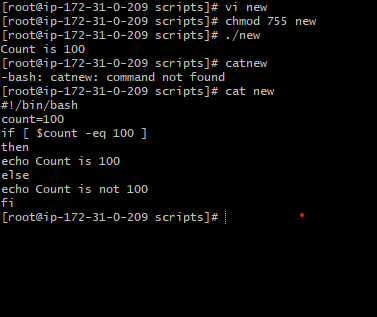 [root@ip-172-31-0-209 scripts]# vi new
[root@ip-172-31-0-209 scripts]# chmod 755 new
[root@ip-172-31-0-209 scripts]# ./new
Count is 100
[root@ip-172-31-0-209 scripts]# catnew
-bash: catnew: command not found
[root@ip-172-31-0-209 scripts]# cat new
#!/bin/bash
count=100
if [ $count -eq 100 ]
then
echo Count is 100
else
echo Count is not 100
fi
[root@ip-172-31-0-209 scripts]#